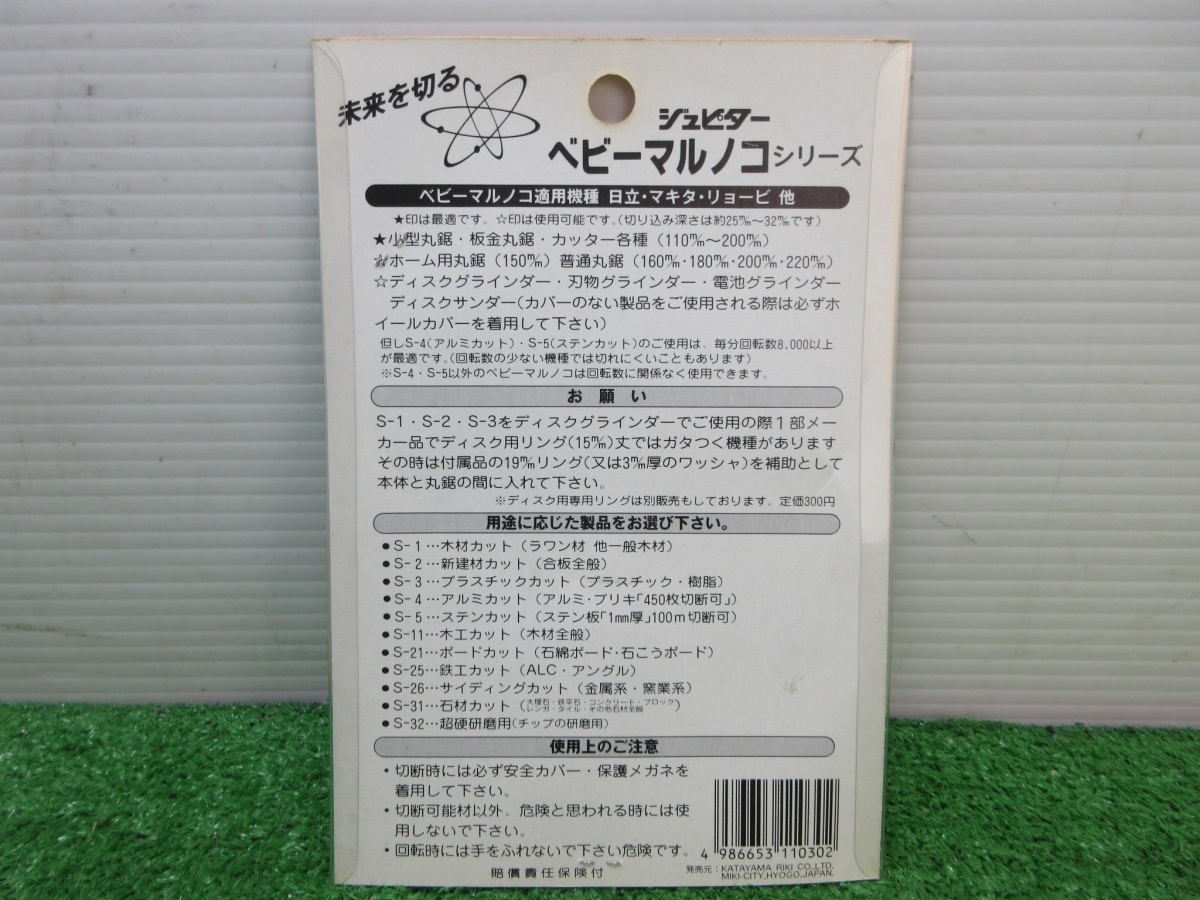 未来を切る
ジュピター
ベビーマルノコシリーズ
ベビーマルノコ適用機種 日立・マキタ・リョービ 他
★印は最適です。☆印は使用可能です。(切り込み深さは約25㎜〜32㎜です)
★小型丸鋸・板金丸鋸・カッター各種(110㎜〜200㎜)
☆ホーム用丸鋸(150㎜)普通丸鋸(160㎜・180㎜・200㎜・220㎜)
☆ディスクグラインダー・刃物グラインダー・電池グラインダー
ディスクサンダー(カバーのない製品をご使用される際は必ずホ
イールカバーを着用して下さい)
但しS-4(アルミカット)・S-5(ステンカット)のご使用は、毎分回転数8,000以上
が最適です。(回転数の少ない機種では切れにくいこともあります)
※S-4・S-5以外のベビーマルノコは回転数に関係なく使用できます。
お願い
S-1・S-2・S-3をディスクグラインダーでご使用の際1部メー
カー品でディスク用リング(15㎜)丈ではガタつく機種があります
その時は付属品の19㎜リング(又は3㎜厚のワッシャ)を補助として
本体と丸鋸の間に入れて下さい。
※ディスク用専用リングは別販売もしております。定価300円
用途に応じた製品をお選び下さい。
●S-1…木材カット(ラワン材 他一般木材)
●S-2…新建材カット(合板全般)
●S-3…プラスチックカット(プラスチック・樹脂)
●S-4…アルミカット(アルミ・ブリキ「450枚切断可」)
●S-5…ステンカット(ステン板「1mm厚」100m切断可)
●S-11…木工カット(木材全般)
●S-21…ボードカット(石綿ボード・石こうボード)
●S-25…鉄工カット(ALC・アングル)
●S-26…サイディングカット(金属系・窯業系)
●S-31…石材カット(大理石・鉄平石・コンクリート・ブロック
レンガ・タイル・その他石材全般)
●S-32…超硬研磨用(チップの研磨用)
使用上のご注意
・切断時には必ず安全カバー・保護メガネを
着用して下さい。
・切断可能材以外、危険と思われる時には使
用しないで下さい。
・回転時には手をふれないで下さい危険です。
賠償責任保険付
4 986653 110302
発売元：KATAYAMA RIKI CO.,LTD.
MIKI-CITY,HYOGO,JAPAN.